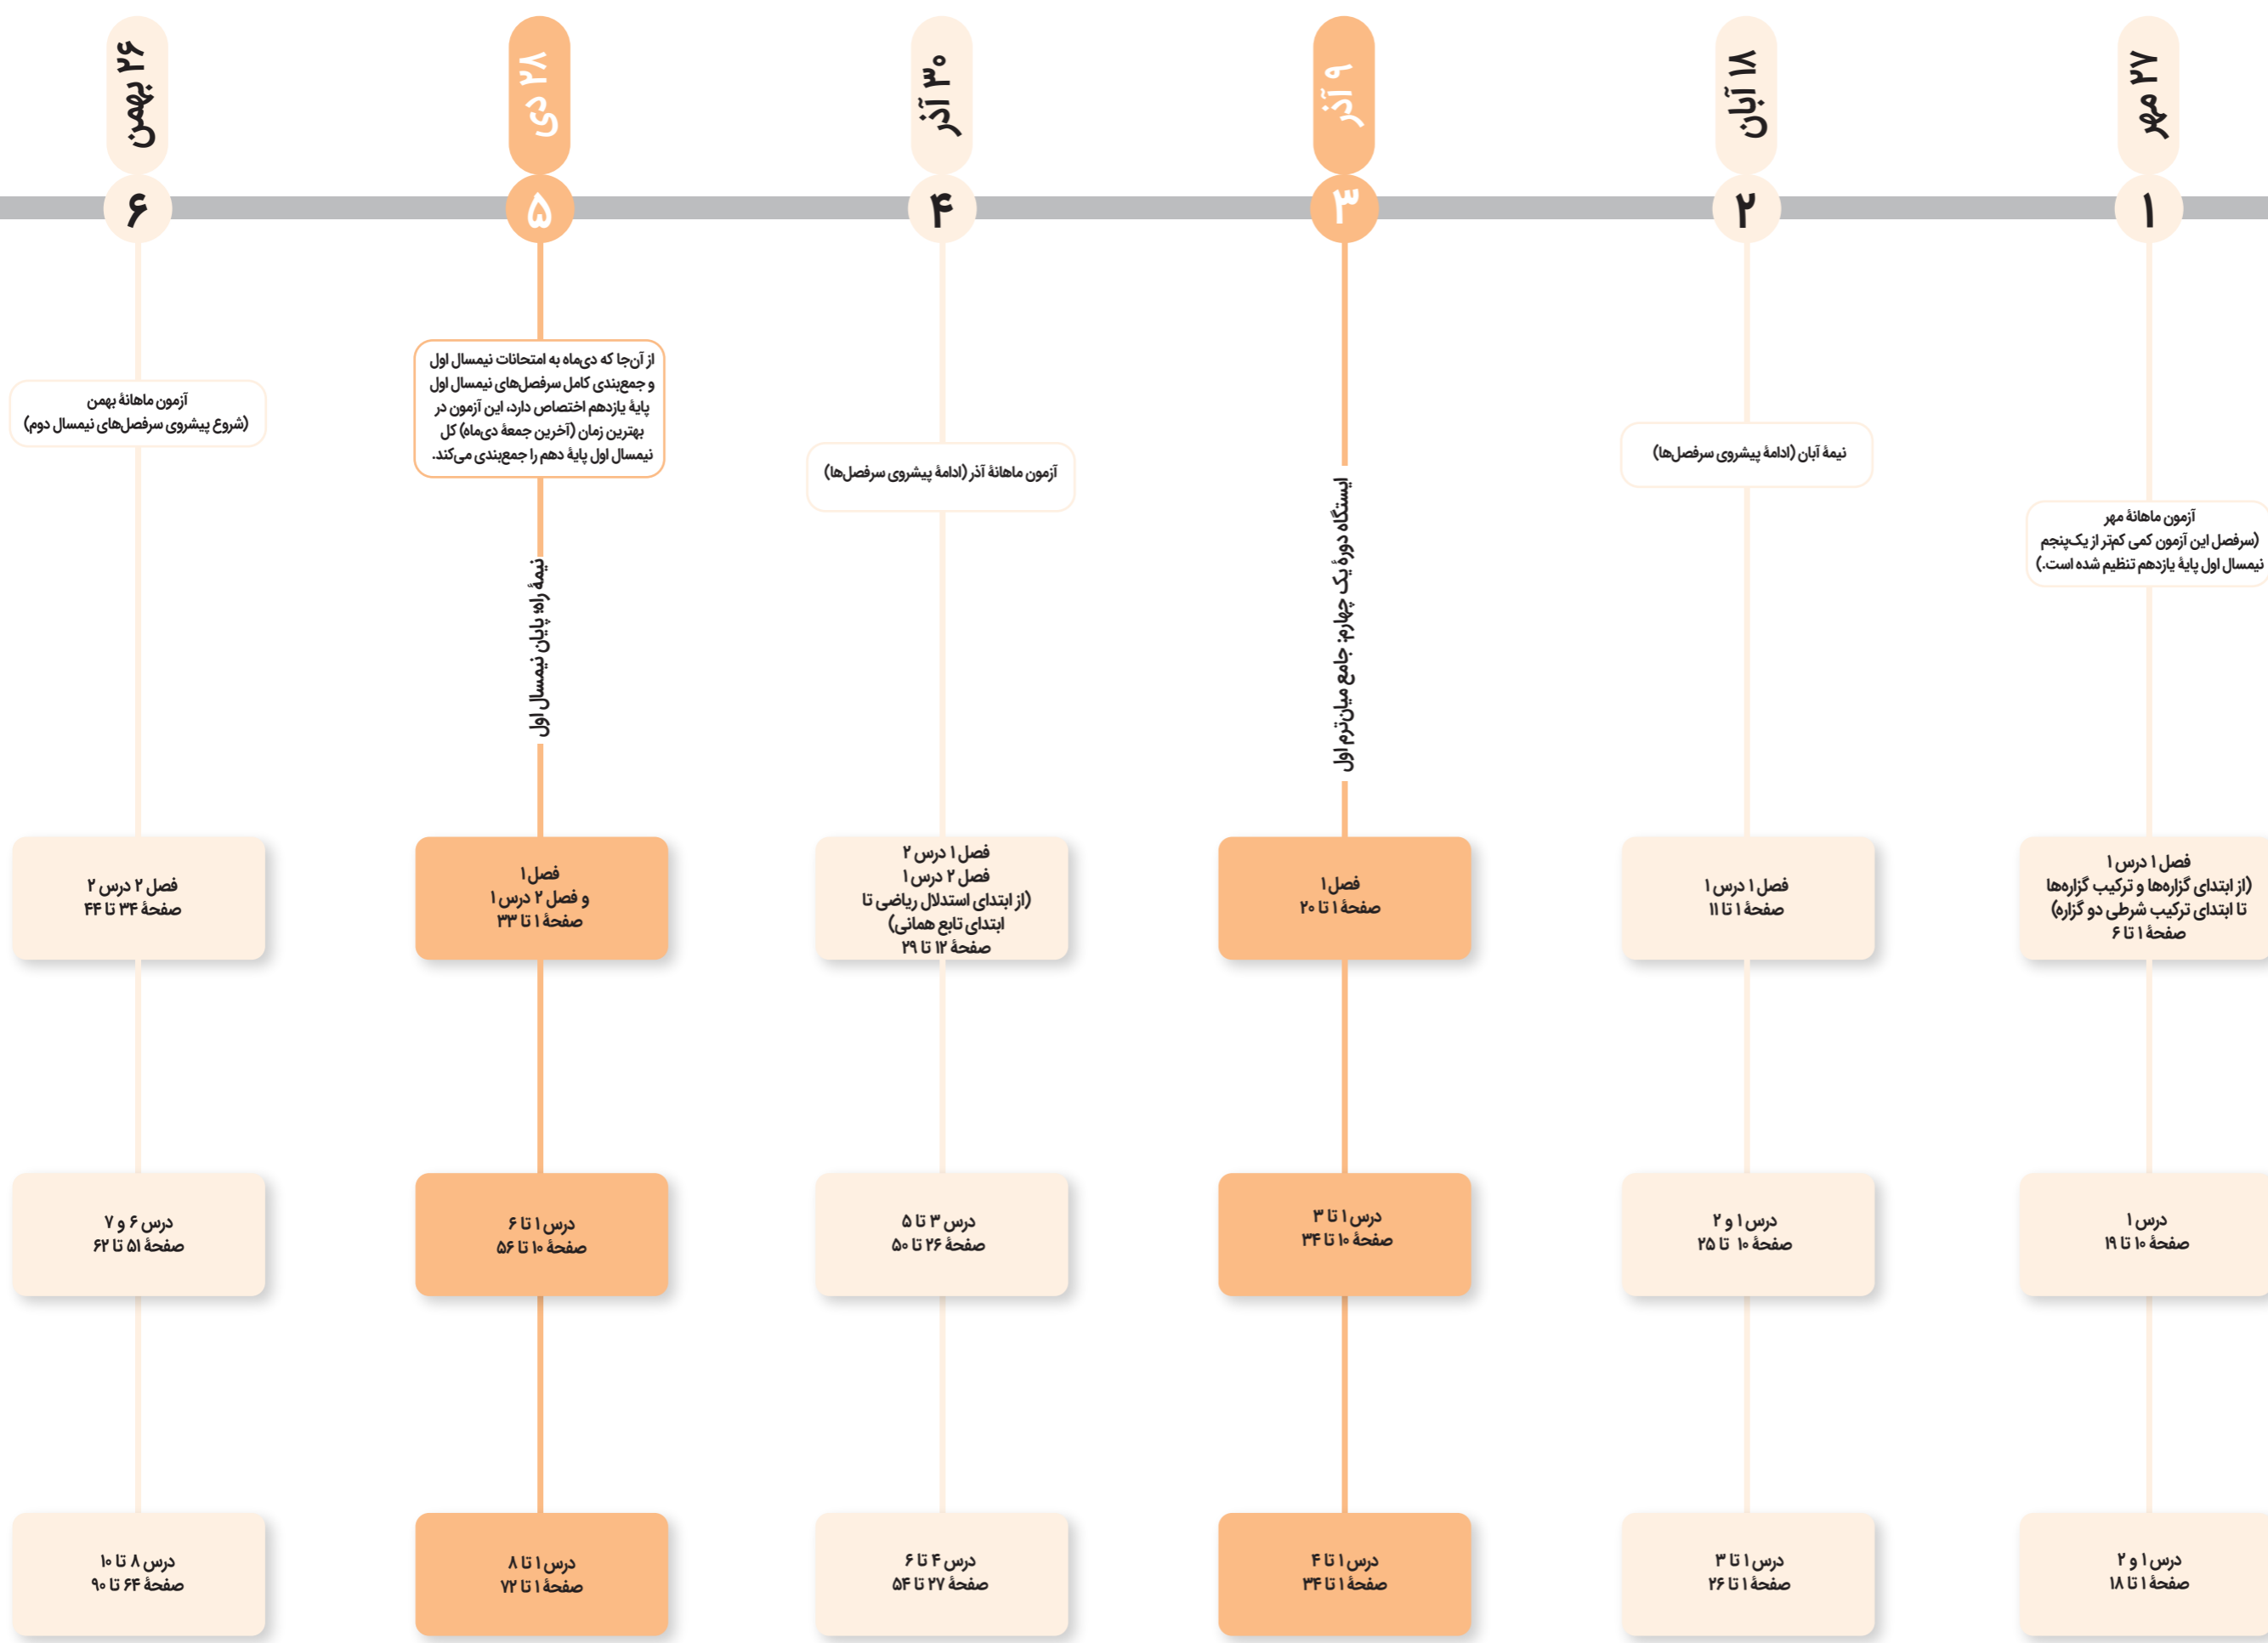 ۲۷ مهر
۱
آزمون ماهانهٔ مهر
(سرفصل این آزمون کمی کم‌تر از یک‌پنجم
نیمسال اول پایهٔ یازدهم تنظیم شده است.)
فصل ۱ درس ۱
(از ابتدای گزاره‌ها و ترکیب گزاره‌ها
تا ابتدای ترکیب شرطی دو گزاره)
صفحهٔ ۱ تا ۶
درس ۱
صفحهٔ ۱۰ تا ۱۹
درس ۱ و ۲
صفحهٔ ۱ تا ۱۸
۱۸ آبان
۲
نیمهٔ آبان (ادامهٔ پیشروی سرفصل‌ها)
فصل ۱ درس ۱
صفحهٔ ۱ تا ۱۱
درس ۱ و ۲
صفحهٔ ۱۰ تا ۲۵
درس ۱ تا ۳
صفحهٔ ۱ تا ۲۶
۹ آذر
۳
ایستگاه دورهٔ یک چهارم: جامع میان‌ترم اول
فصل ۱
صفحهٔ ۱ تا ۲۰
درس ۱ تا ۳
صفحهٔ ۱۰ تا ۳۴
درس ۱ تا ۴
صفحهٔ ۱ تا ۳۴
۳۰ آذر
۴
آزمون ماهانهٔ آذر (ادامهٔ پیشروی سرفصل‌ها)
فصل ۱ درس ۲
فصل ۲ درس ۱
(از ابتدای استدلال ریاضی تا
ابتدای تابع همانی)
صفحهٔ ۱۲ تا ۲۹
درس ۳ تا ۵
صفحهٔ ۲۶ تا ۵۰
درس ۴ تا ۶
صفحهٔ ۲۷ تا ۵۴
۲۸ دی
۵
از آن‌جا که دی‌ماه به امتحانات نیمسال اول
و جمع‌بندی کامل سرفصل‌های نیمسال اول
پایهٔ یازدهم اختصاص دارد، این آزمون در
بهترین زمان (آخرین جمعهٔ دی‌ماه) کل
نیمسال اول پایهٔ دهم را جمع‌بندی می‌کند.
نیمهٔ راه؛ پایان نیمسال اول
فصل ۱
و فصل ۲ درس ۱
صفحهٔ ۱ تا ۳۳
درس ۱ تا ۶
صفحهٔ ۱۰ تا ۵۶
درس ۱ تا ۸
صفحهٔ ۱ تا ۷۲
۲۶ بهمن
۶
آزمون ماهانهٔ بهمن
(شروع پیشروی سرفصل‌های نیمسال دوم)
فصل ۲ درس ۲
صفحهٔ ۳۴ تا ۴۴
درس ۶ و ۷
صفحهٔ ۵۱ تا ۶۲
درس ۸ تا ۱۰
صفحهٔ ۶۴ تا ۹۰